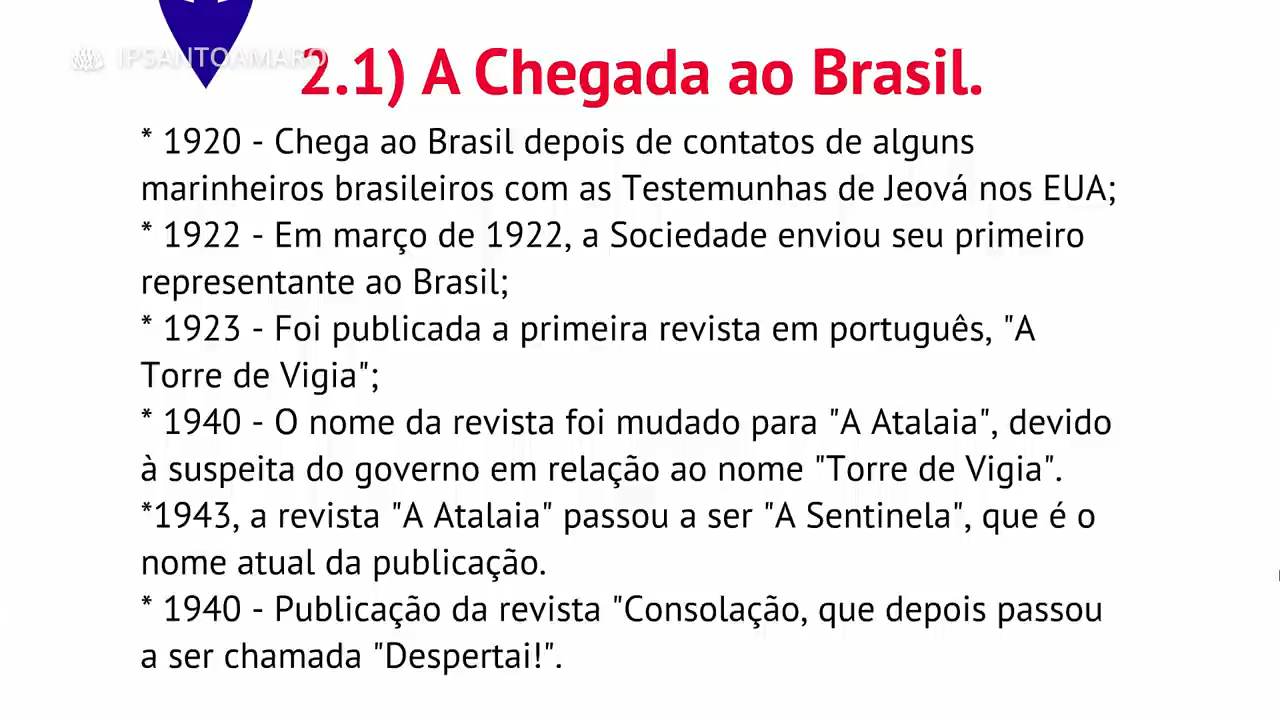 IPSANTOAMARO
2.1) A Chegada ao Brasil.
* 1920 - Chega ao Brasil depois de contatos de alguns
marinheiros brasileiros com as Testemunhas de Jeová nos EUA;
* 1922 - Em março de 1922, a Sociedade enviou seu primeiro
representante ao Brasil;
* 1923 - Foi publicada a primeira revista em português, "A
Torre de Vigia";
* 1940 - O nome da revista foi mudado para "A Atalaia", devido
à suspeita do governo em relação ao nome "Torre de Vigia".
*1943, a revista "A Atalaia" passou a ser "A Sentinela", que é o
nome atual da publicação.
* 1940 - Publicação da revista "Consolação, que depois passou
a ser chamada "Despertai!".